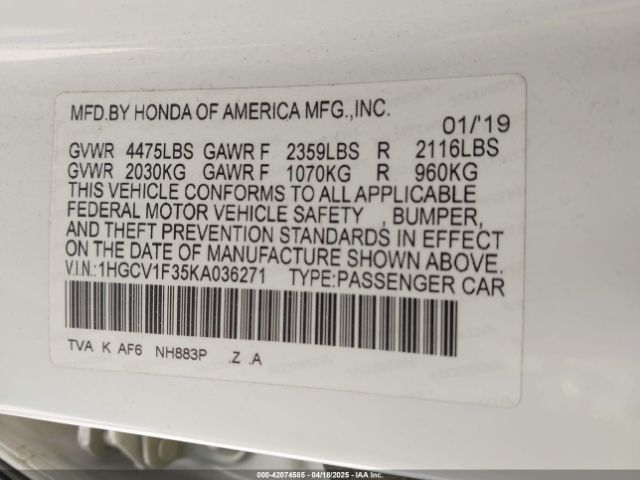 MFD.BY HONDA OF AMERICA MFG.,INC.
01/'19
GVWR 4475LBS GAWR F 2359LBS R 2116LBS
GVWR 2030KG GAWR F 1070KG R 960KG
THIS VEHICLE CONFORMS TO ALL APPLICABLE
FEDERAL MOTOR VEHICLE SAFETY , BUMPER,
AND THEFT PREVENTION STANDARDS IN EFFECT
ON THE DATE OF MANUFACTURE SHOWN ABOVE.
V.I.N.:1HGCV1F35KA036271 TYPE:PASSENGER CAR
TVA K AF6 NH883P .Z .A
000-42074585 - 04/18/2025 - IAA, Inc.